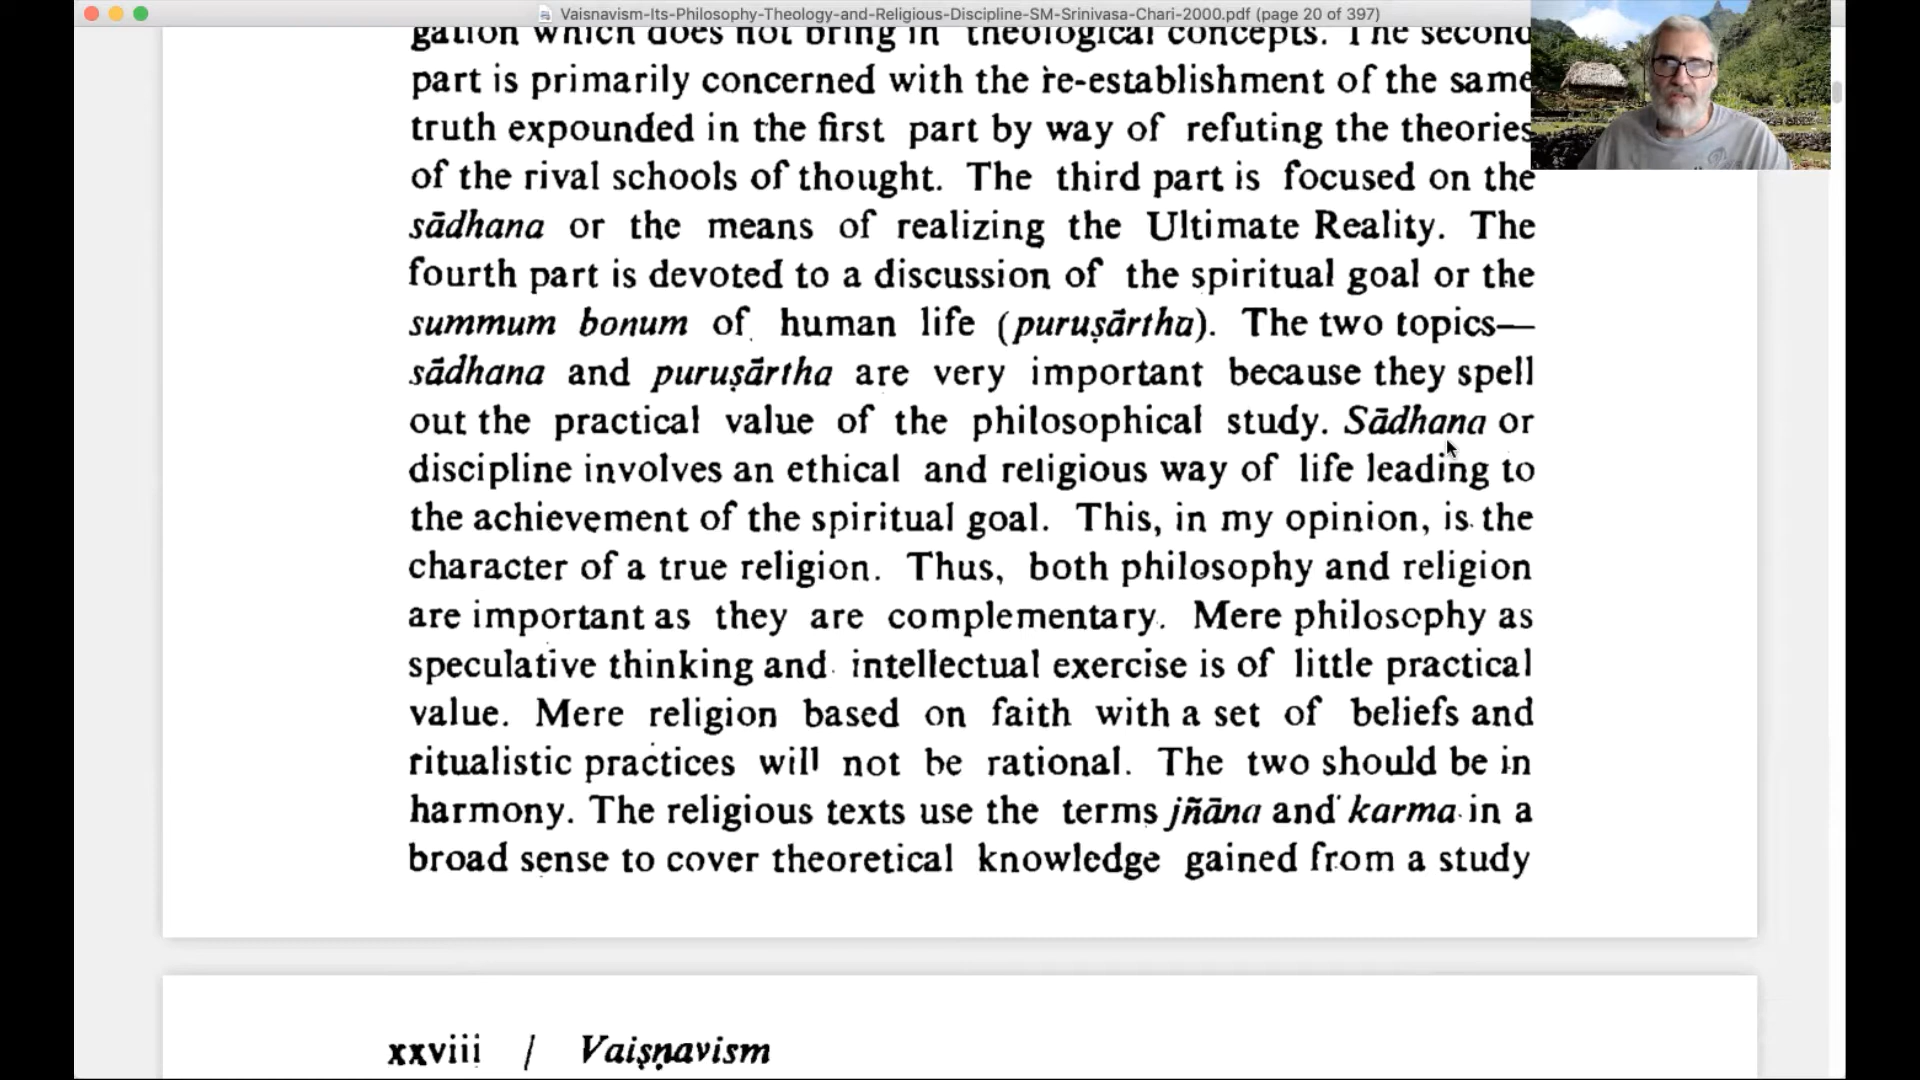 Vaisnavism-Its-Philosophy-Theology-and-Religious-Discipline-SM-Srinivasa-Chari-2000.pdf (page 20 of 397)
gation which does not bring in theological concepts. The second
part is primarily concerned with the re-establishment of the same
truth expounded in the first part by way of refuting the theories
of the rival schools of thought. The third part is focused on the
sādhana or the means of realizing the Ultimate Reality. The
fourth part is devoted to a discussion of the spiritual goal or the
summum bonum of human life (puruṣārtha). The two topics—
sādhana and puruṣārtha are very important because they spell
out the practical value of the philosophical study. Sādhana or
discipline involves an ethical and religious way of life leading to
the achievement of the spiritual goal. This, in my opinion, is the
character of a true religion. Thus, both philosophy and religion
are important as they are complementary. Mere philosophy as
speculative thinking and intellectual exercise is of little practical
value. Mere religion based on faith with a set of beliefs and
ritualistic practices will not be rational. The two should be in
harmony. The religious texts use the terms jñāna and karma in a
broad sense to cover theoretical knowledge gained from a study
xxviii / Vaiṣṇavism